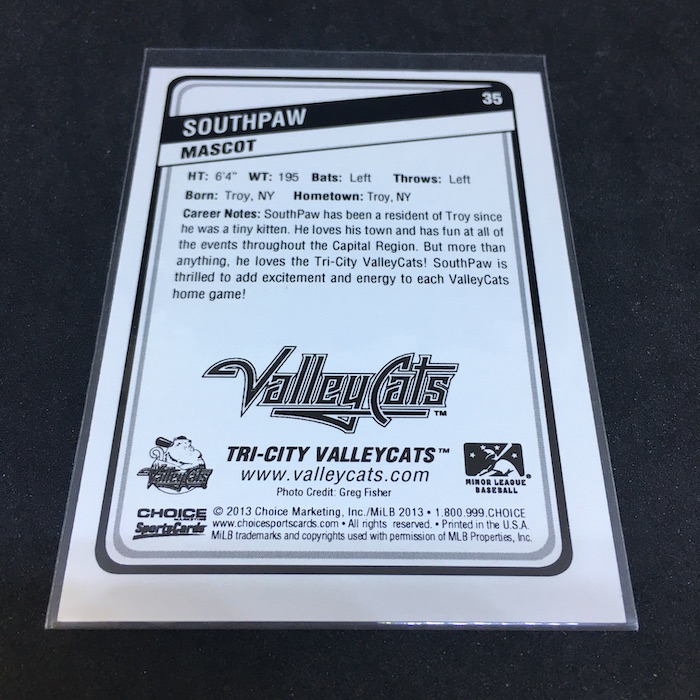 35
SOUTHPAW
MASCOT
HT: 6'4" WT: 195 Bats: Left Throws: Left
Born: Troy, NY Hometown: Troy, NY
Career Notes: SouthPaw has been a resident of Troy since
he was a tiny kitten. He loves his town and has fun at all of
the events throughout the Capital Region. But more than
anything, he loves the Tri-City ValleyCats! SouthPaw is
thrilled to add excitement and energy to each ValleyCats
home game!
ValleyCats™
TRI-CITY VALLEYCATS™
www.valleycats.com
Photo Credit: Greg Fisher
ValleyCats
MINOR LEAGUE
BASEBALL
CHOICE
SportsCards
© 2013 Choice Marketing, Inc./MiLB 2013 • 1.800.999.CHOICE
www.choicesportscards.com • All rights reserved. • Printed in the U.S.A.
MiLB trademarks and copyrights used with permission of MLB Properties, Inc.